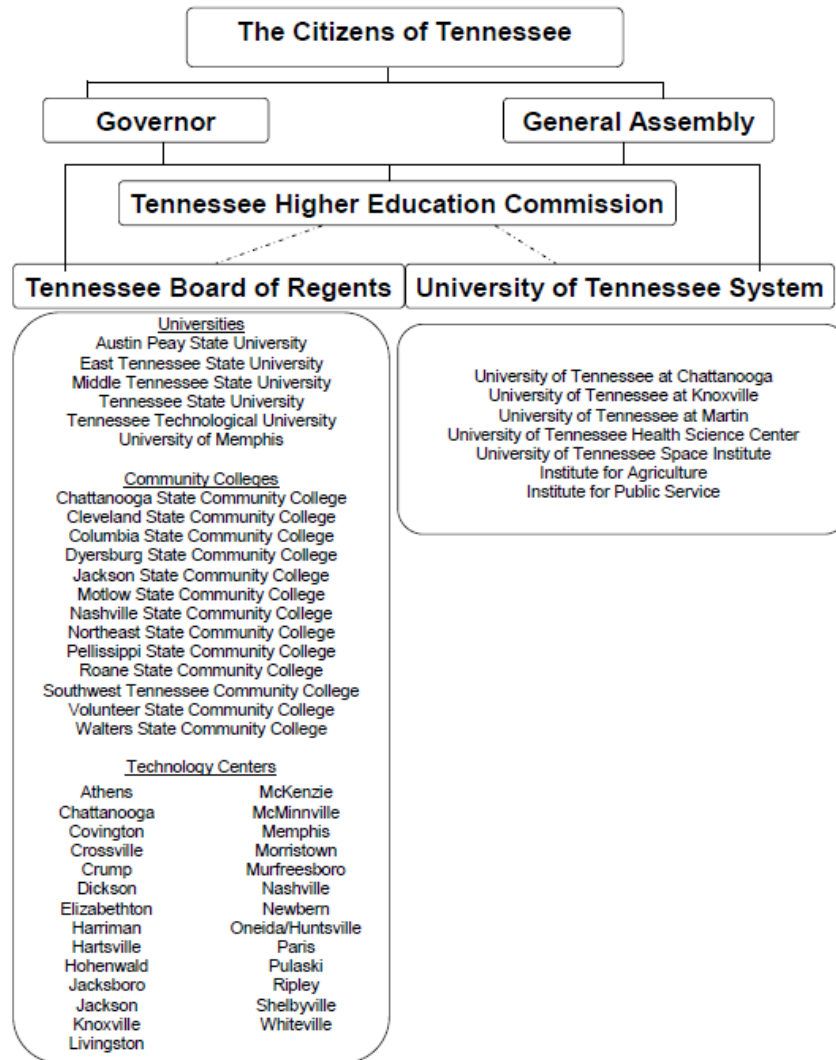 The Citizens of Tennessee
Governor
General Assembly
Tennessee Higher Education Commission
Tennessee Board of Regents
University of Tennessee System
Universities
Austin Peay State University
East Tennessee State University
Middle Tennessee State University
Tennessee State University
Tennessee Technological University
University of Memphis
Community Colleges
Chattanooga State Community College
Cleveland State Community College
Columbia State Community College
Dyersburg State Community College
Jackson State Community College
Motlow State Community College
Nashville State Community College
Northeast State Community College
Pellissippi State Community College
Roane State Community College
Southwest Tennessee Community College
Volunteer State Community College
Walters State Community College
Technology Centers
Athens
Chattanooga
Covington
Crossville
Crump
Dickson
Elizabethton
Harriman
Hartsville
Hohenwald
Jacksboro
Jackson
Knoxville
Livingston
McKenzie
McMinnville
Memphis
Morristown
Murfreesboro
Nashville
Newbern
Oneida/Huntsville
Paris
Pulaski
Ripley
Shelbyville
Whiteville
University of Tennessee at Chattanooga
University of Tennessee at Knoxville
University of Tennessee at Martin
University of Tennessee Health Science Center
University of Tennessee Space Institute
Institute for Agriculture
Institute for Public Service